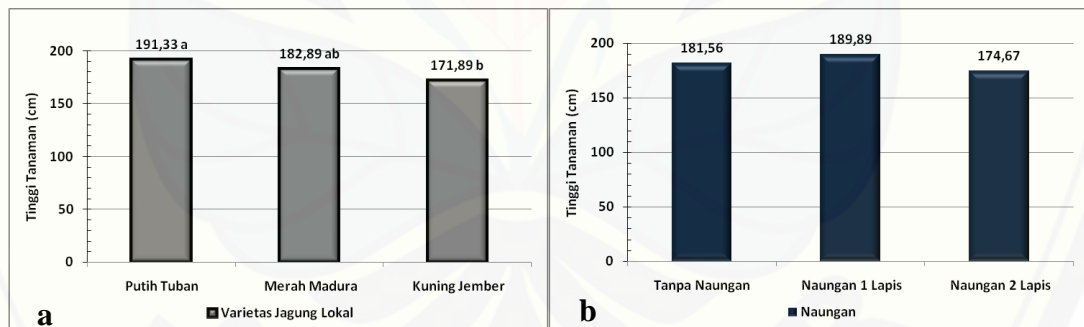 191,33 a
182,89 ab
171,89 b
Tinggi Tanaman (cm)
200
150
100
50
0
Putih Tuban
Merah Madura
Kuning Jember
a
Varietas Jagung Lokal
181,56
189,89
174,67
Tinggi Tanaman (cm)
200
150
100
50
0
Tanpa Naungan
Naungan 1 Lapis
Naungan 2 Lapis
b
Naungan